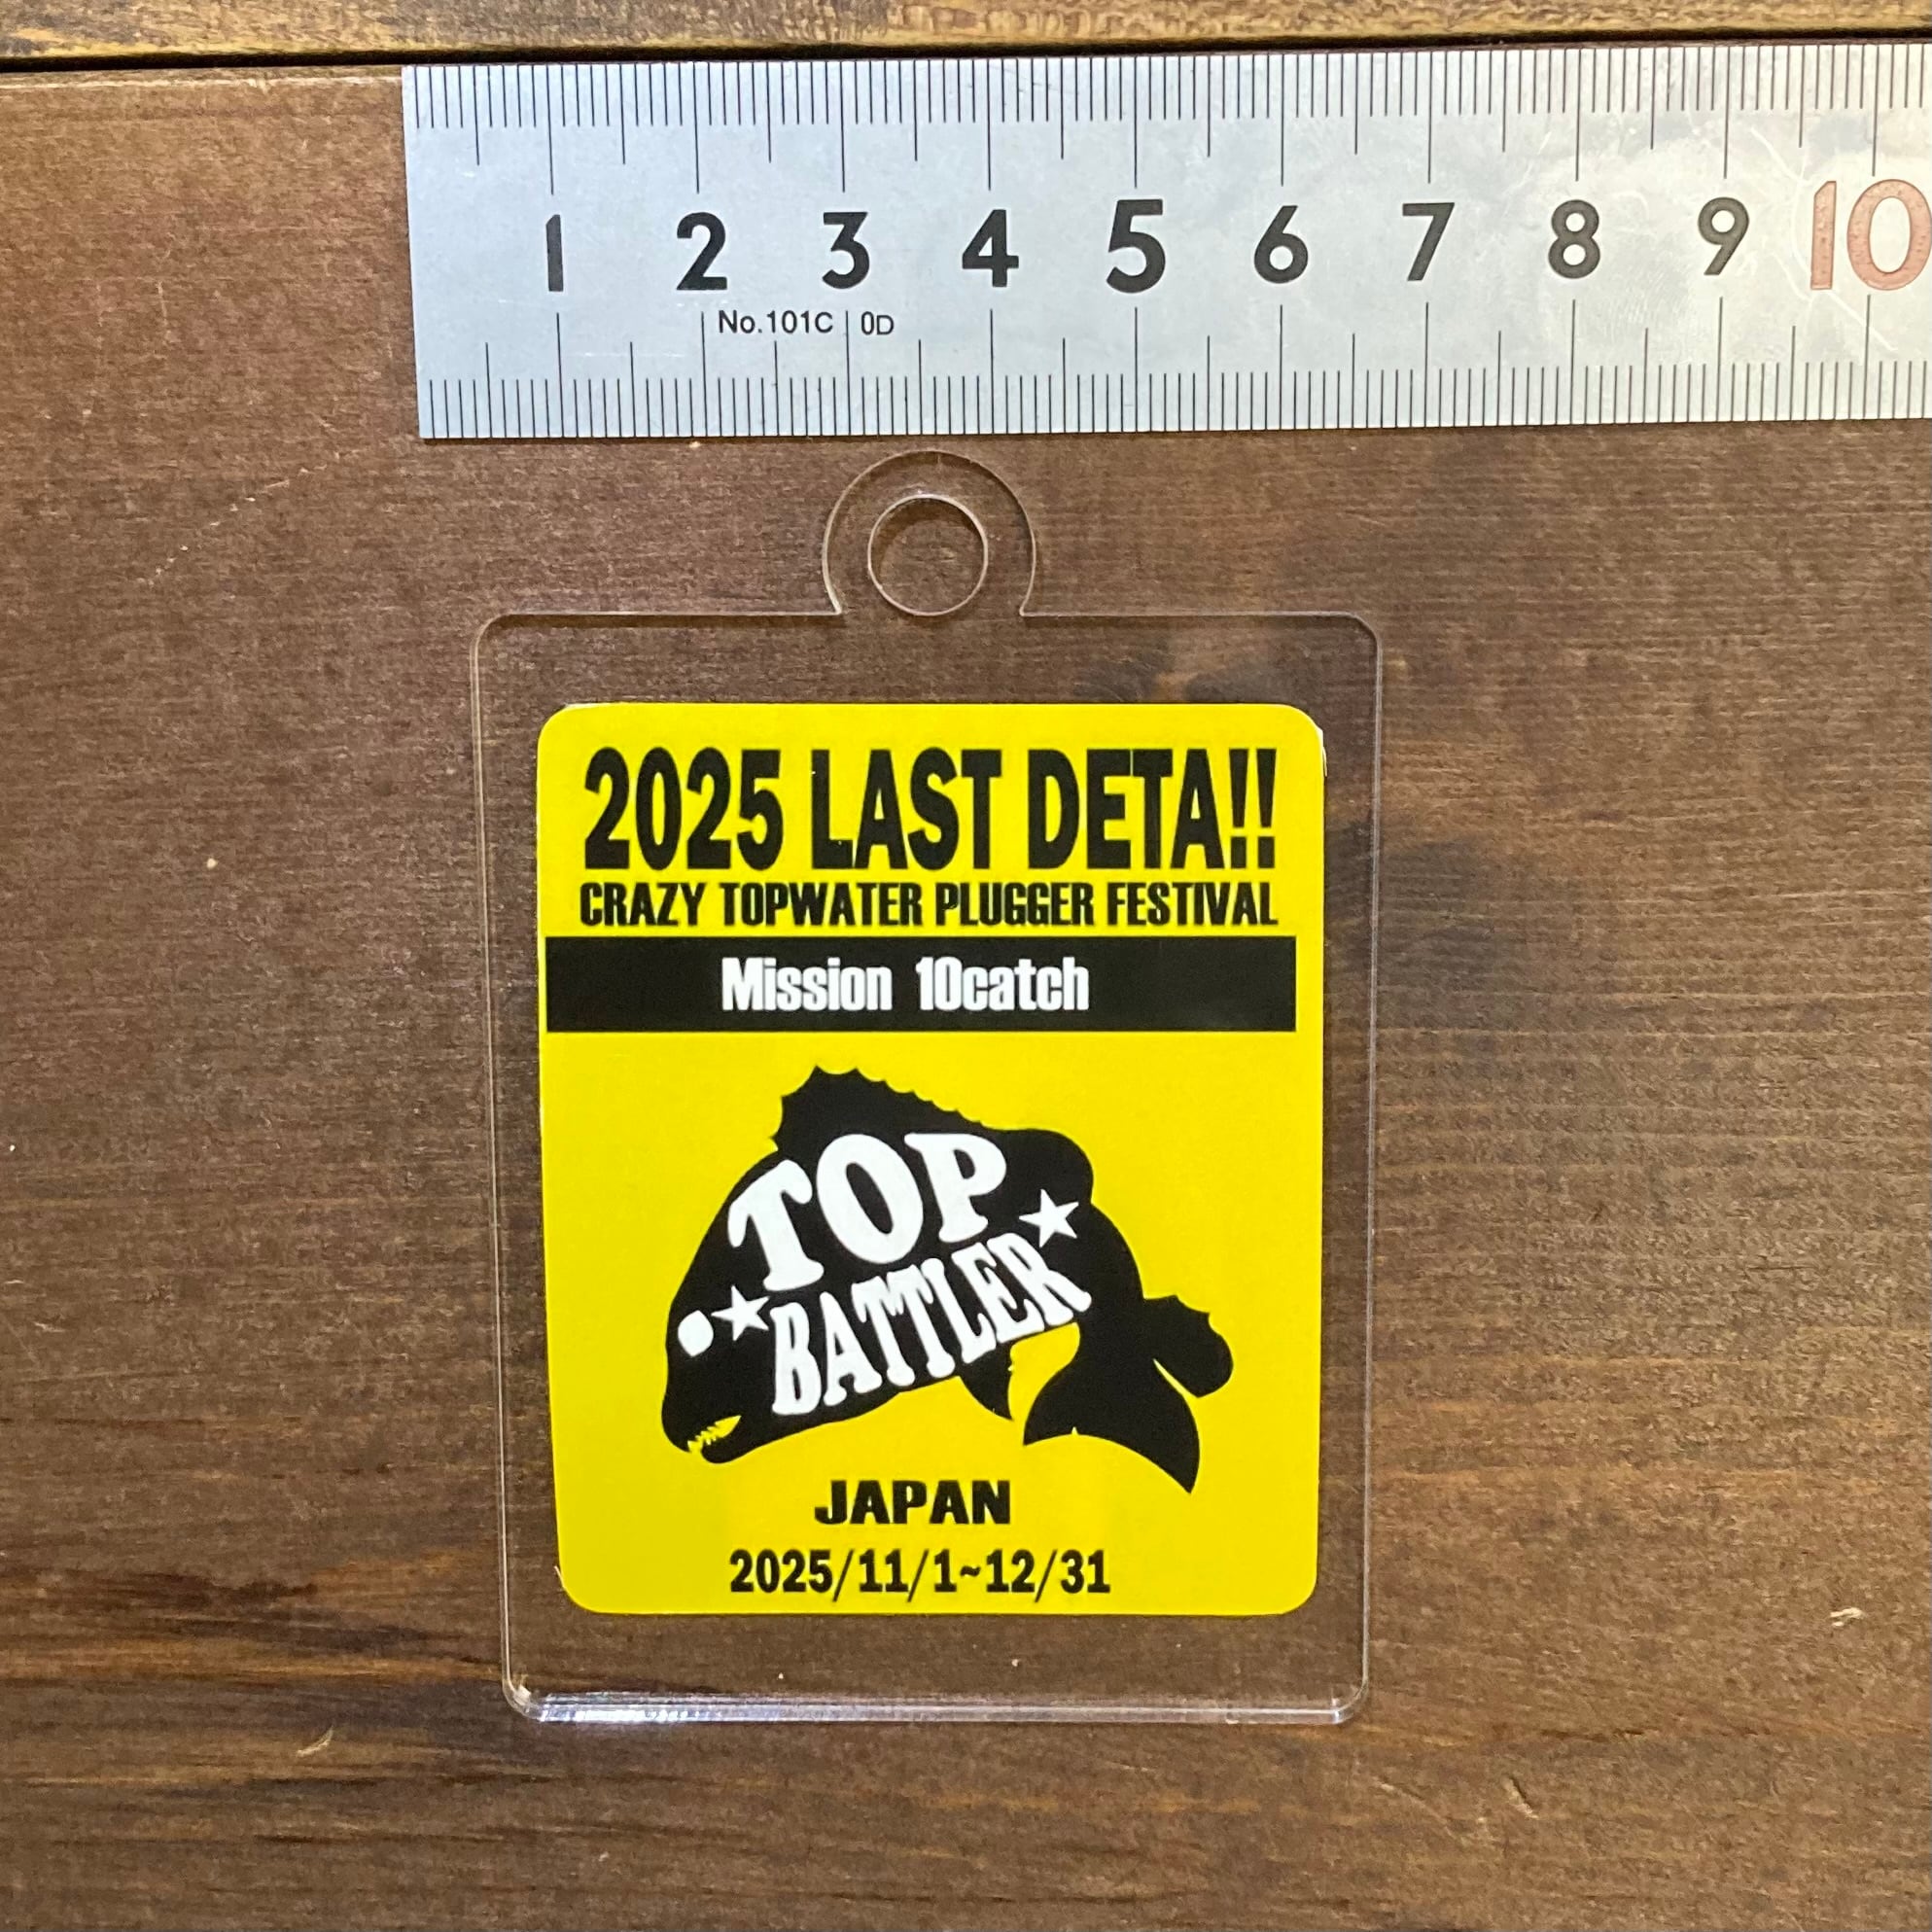 1 2 3 4 5 6 7 8 9 10
No.101C 0D
2025 LAST DETA!!
CRAZY TOPWATER PLUGGER FESTIVAL
Mission 10catch
TOP
BATTLER
JAPAN
2025/11/1~12/31